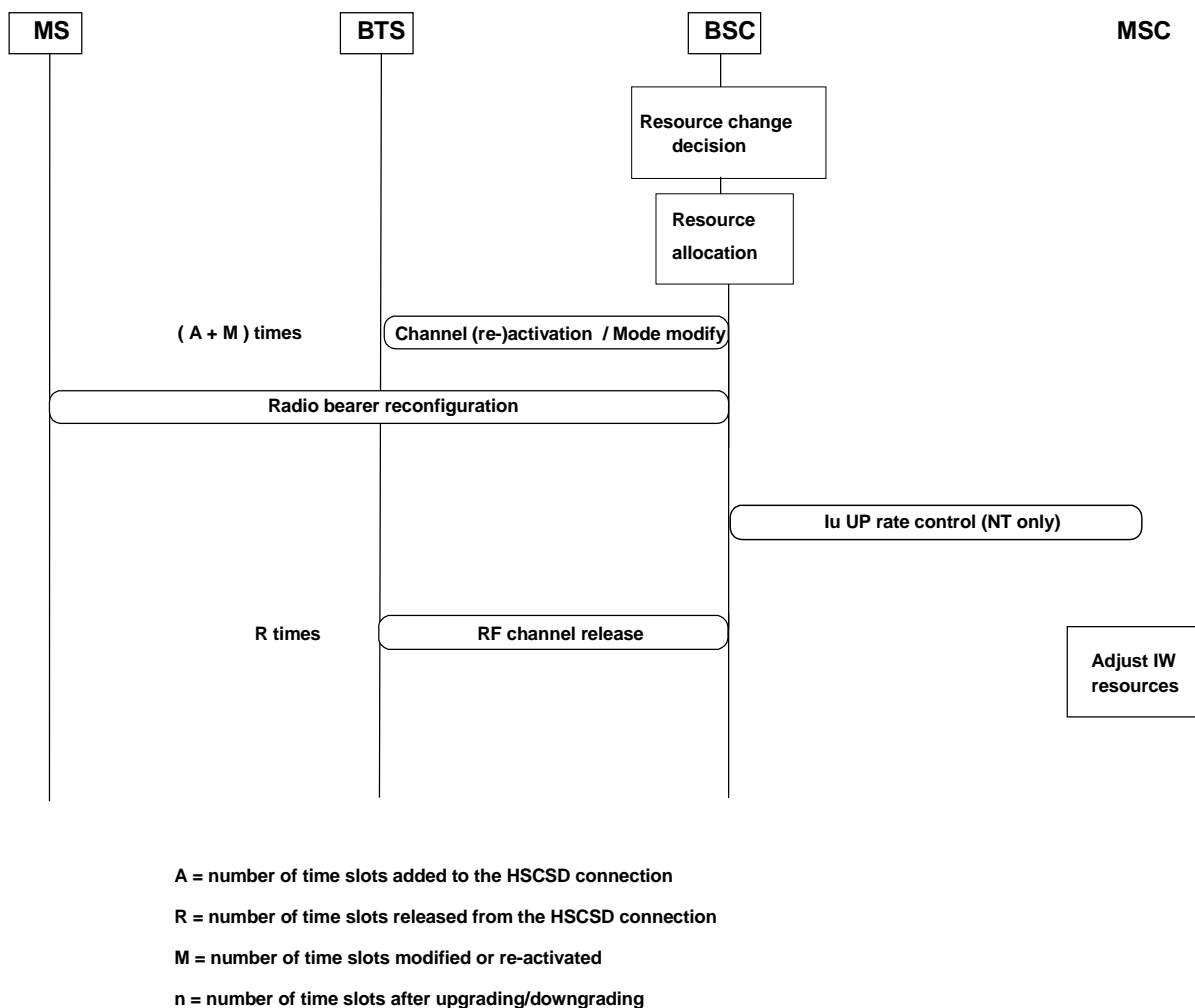 MS BTS BSC MSC
Resource change
decision
Resource
allocation
( A + M ) times Channel (re-)activation / Mode modify
Radio bearer reconfiguration
Iu UP rate control (NT only)
R times RF channel release
Adjust IW
resources
A = number of time slots added to the HSCSD connection
R = number of time slots released from the HSCSD connection
M = number of time slots modified or re-activated
n = number of time slots after upgrading/downgrading